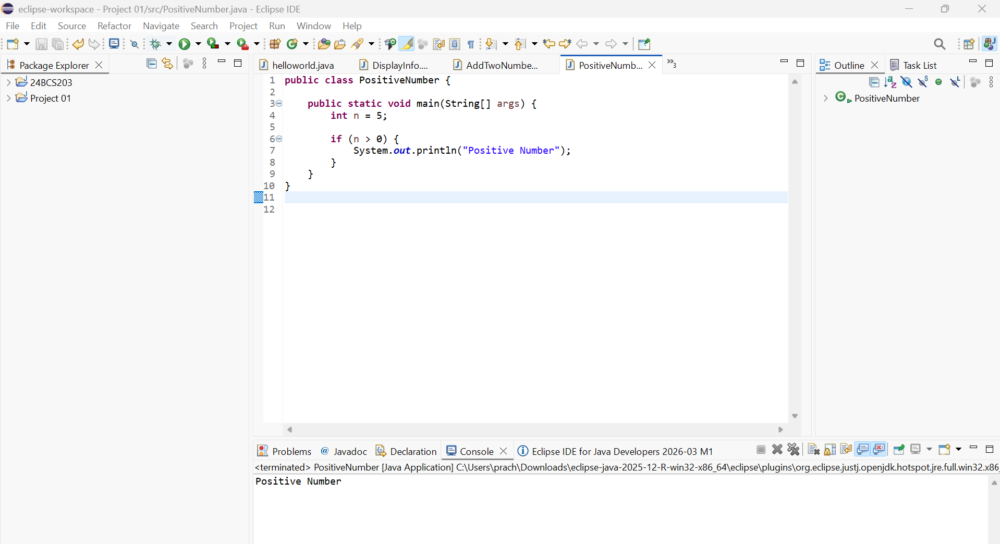 eclipse-workspace - Project 01/src/PositiveNumber.java - Eclipse IDE
File Edit Source Refactor Navigate Search Project Run Window Help
Package Explorer
24BCS203
Project 01
helloworld.java DisplayInfo.... AddTwoNumbe... PositiveNumb... »3
1 public class PositiveNumber {
2
3 public static void main(String[] args) {
4 int n = 5;
5
6 if (n > 0) {
7 System.out.println("Positive Number");
8 }
9 }
10 }
11
12
Outline Task List
PositiveNumber
Problems @ Javadoc Declaration Console Eclipse IDE for Java Developers 2026-03 M1
<terminated> PositiveNumber [Java Application] C:\Users\prach\Downloads\eclipse-java-2025-12-R-win32-x86_64\eclipse\plugins\org.eclipse.justj.openjdk.hotspot.jre.full.win32.x86_
Positive Number